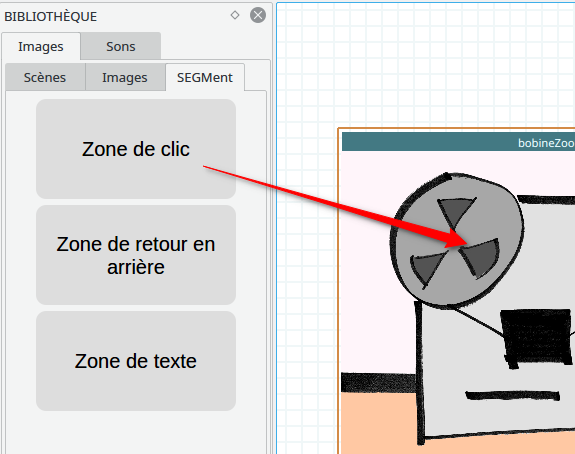 BIBLIOTHÈQUE
Images
Sons
Scènes
Images
SEGMent
Zone de clic
Zone de retour en
arrière
Zone de texte
bobineZoo